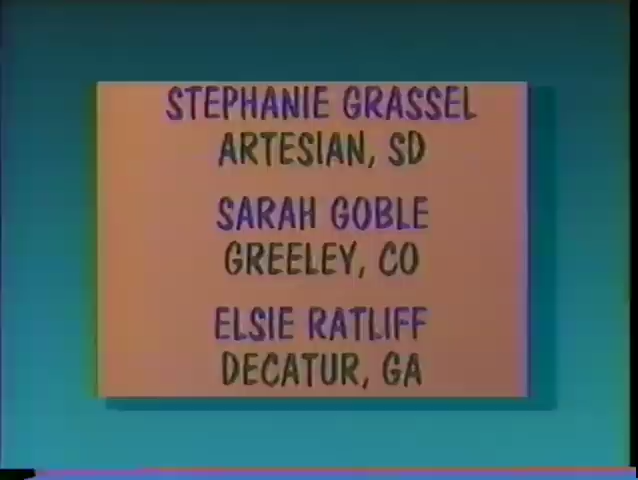 STEPHANIE GRASSEL
ARTESIAN, SD
SARAH GOBLE
GREELEY, CO
ELSIE RATLIFF
DECATUR, GA